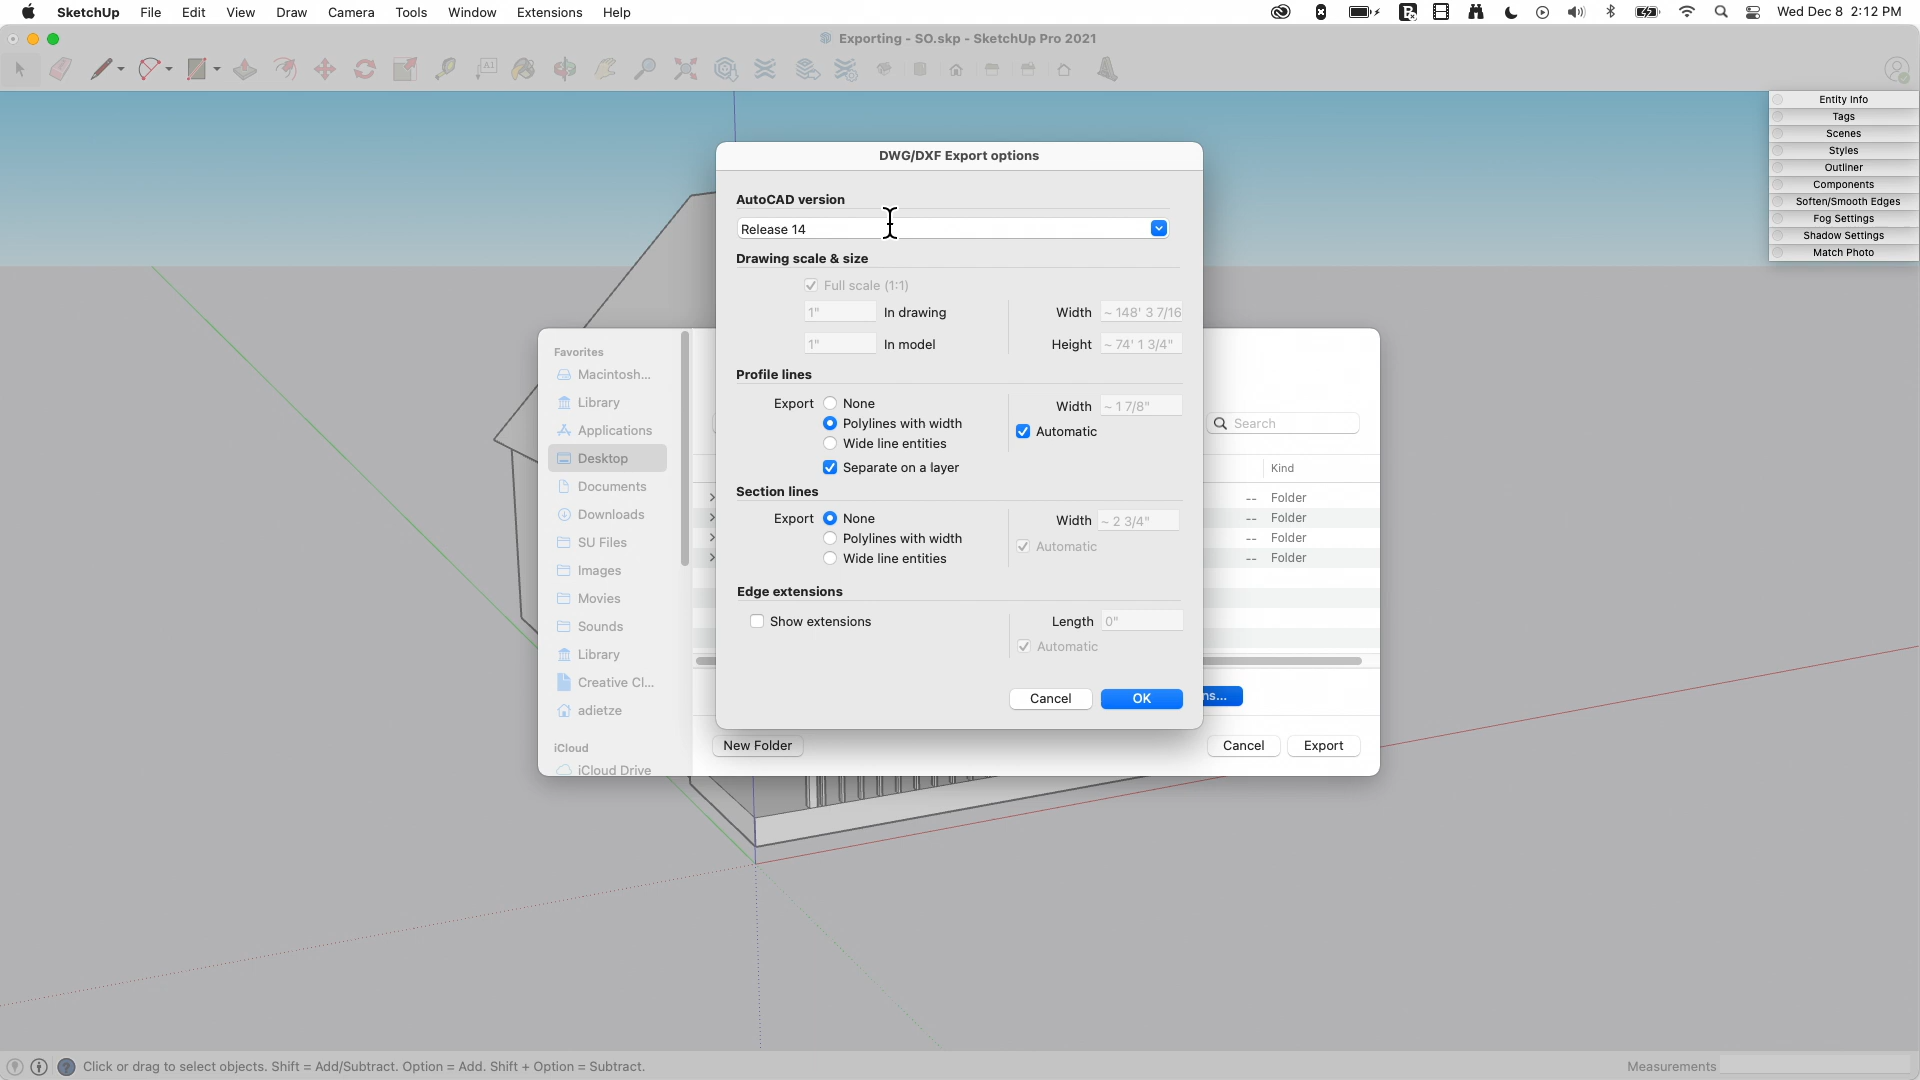 SketchUp File Edit View Draw Camera Tools Window Extensions Help
Wed Dec 8 2:12 PM
Exporting - SO.skp - SketchUp Pro 2021
Entity Info
Tags
Scenes
Styles
Outliner
Components
Soften/Smooth Edges
Fog Settings
Shadow Settings
Match Photo
DWG/DXF Export options
AutoCAD version
Release 14
Drawing scale & size
Full scale (1:1)
1" In drawing Width ~ 148' 3 7/16
1" In model Height ~ 74' 1 3/4"
Profile lines
Export None Width ~ 1 7/8"
Polylines with width
Automatic
Wide line entities
Separate on a layer
Section lines
Export None Width ~ 2 3/4"
Polylines with width
Automatic
Wide line entities
Edge extensions
Show extensions Length 0"
Automatic
Cancel OK
Favorites
Macintosh...
Library
Applications
Desktop
Documents
Downloads
SU Files
Images
Movies
Sounds
Library
Creative Cl...
adietze
iCloud
iCloud Drive
Search
Kind
-- Folder
-- Folder
-- Folder
-- Folder
ns...
New Folder Cancel Export
Click or drag to select objects. Shift = Add/Subtract. Option = Add. Shift + Option = Subtract.
Measurements